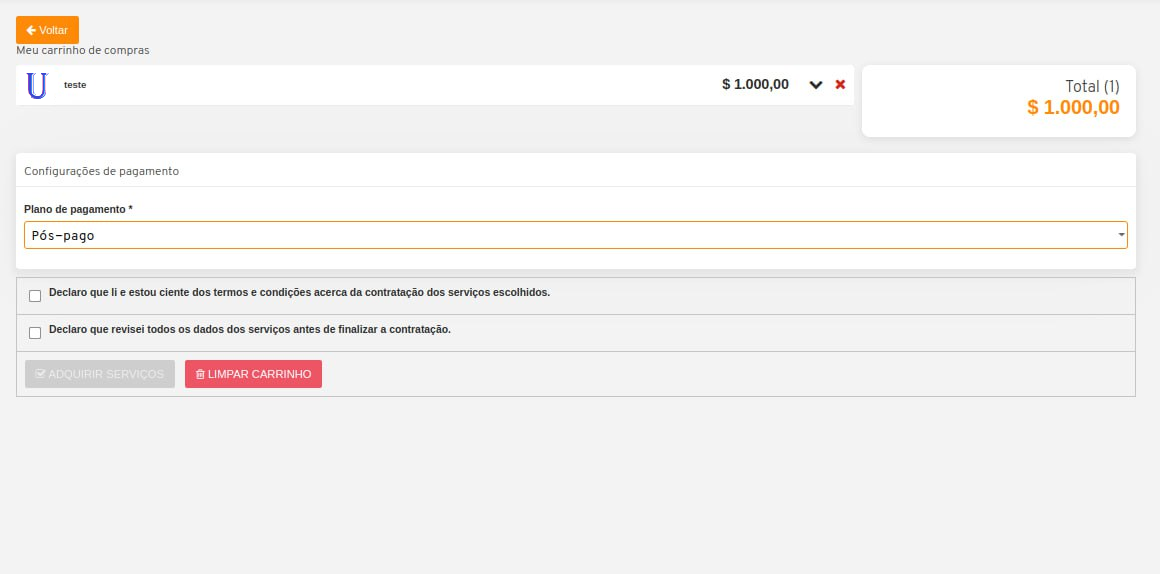 Voltar
Meu carrinho de compras
U
teste
$ 1.000,00
Total (1)
$ 1.000,00
Configurações de pagamento
Plano de pagamento *
Pós-pago
Declaro que li e estou ciente dos termos e condições acerca da contratação dos serviços escolhidos.
Declaro que revisei todos os dados dos serviços antes de finalizar a contratação.
ADQUIRIR SERVIÇOS
LIMPAR CARRINHO